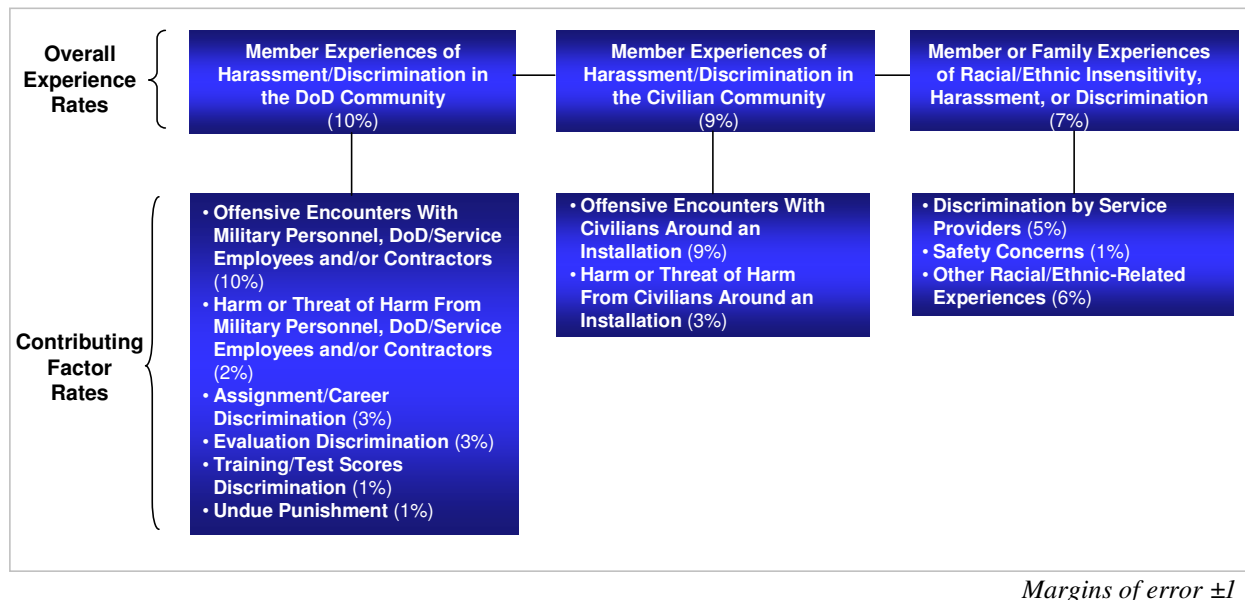 Overall
Experience
Rates
Member Experiences of
Harassment/Discrimination in
the DoD Community
(10%)
Member Experiences of
Harassment/Discrimination in
the Civilian Community
(9%)
Member or Family Experiences
of Racial/Ethnic Insensitivity,
Harassment, or Discrimination
(7%)
Contributing
Factor
Rates
• Offensive Encounters With
Military Personnel, DoD/Service
Employees and/or Contractors
(10%)
• Harm or Threat of Harm From
Military Personnel, DoD/Service
Employees and/or Contractors
(2%)
• Assignment/Career
Discrimination (3%)
• Evaluation Discrimination (3%)
• Training/Test Scores
Discrimination (1%)
• Undue Punishment (1%)
• Offensive Encounters With
Civilians Around an
Installation (9%)
• Harm or Threat of Harm
From Civilians Around an
Installation (3%)
• Discrimination by Service
Providers (5%)
• Safety Concerns (1%)
• Other Racial/Ethnic-Related
Experiences (6%)
Margins of error ±1